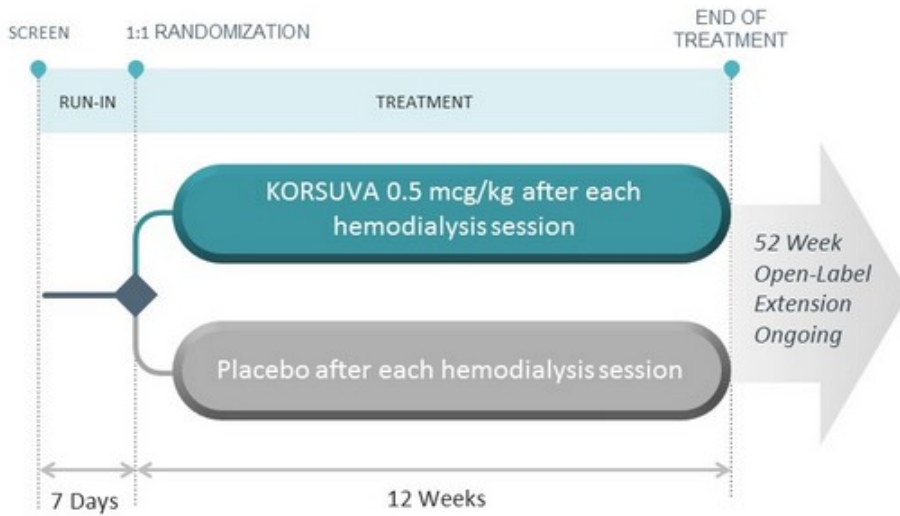 SCREEN
1:1 RANDOMIZATION
END OF
TREATMENT
RUN-IN
TREATMENT
KORSUVA 0.5 mcg/kg after each
hemodialysis session
52 Week
Open-Label
Extension
Ongoing
Placebo after each hemodialysis session
7 Days
12 Weeks